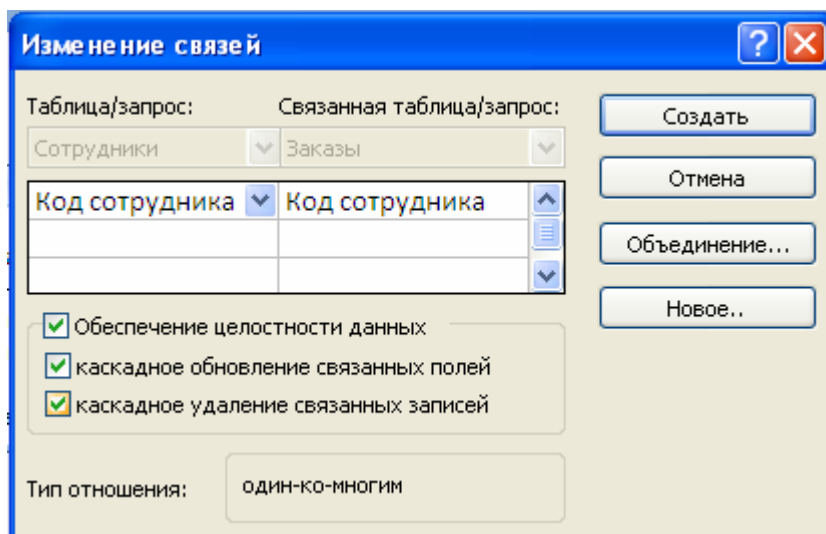 Изменение связей
Таблица/запрос: Связанная таблица/запрос:
Сотрудники Заказы
Код сотрудника Код сотрудника
Обеспечение целостности данных
каскадное обновление связанных полей
каскадное удаление связанных записей
Тип отношения: один-ко-многим
Создать
Отмена
Объединение...
Новое..